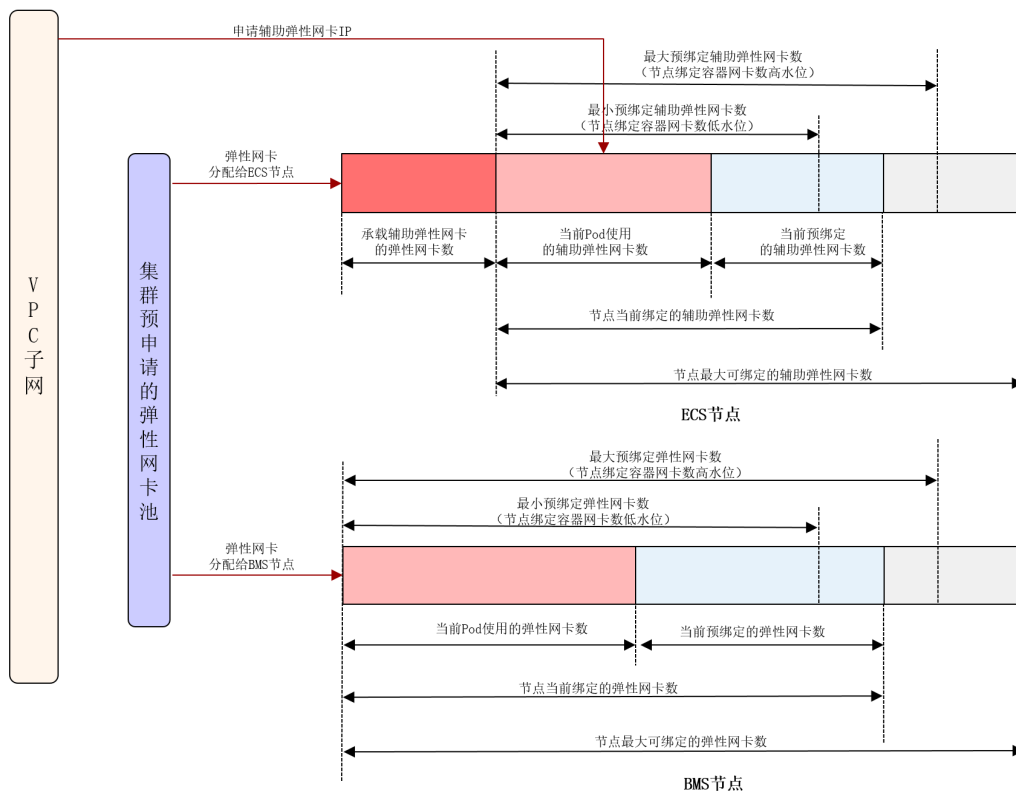 申请辅助弹性网卡IP
最大预绑定辅助弹性网卡数
（节点绑定容器网卡数高水位）
最小预绑定辅助弹性网卡数
（节点绑定容器网卡数低水位）
弹性网卡
分配给ECS节点
承载辅助弹性网卡
的弹性网卡数
当前Pod使用
的辅助弹性网卡数
当前预绑定
的辅助弹性网卡数
节点当前绑定的辅助弹性网卡数
节点最大可绑定的辅助弹性网卡数
ECS节点
VPC子网
集群预申请的弹性网卡池
最大预绑定弹性网卡数
（节点绑定容器网卡数高水位）
最小预绑定弹性网卡数
（节点绑定容器网卡数低水位）
弹性网卡
分配给BMS节点
当前Pod使用的弹性网卡数
当前预绑定的弹性网卡数
节点当前绑定的弹性网卡数
节点最大可绑定的弹性网卡数
BMS节点